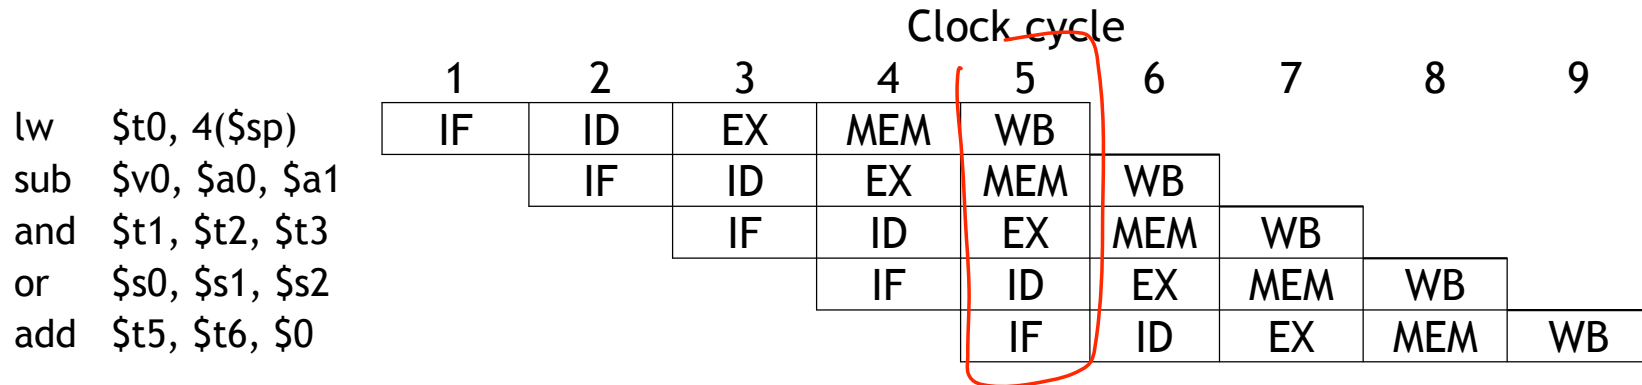 Clock cycle
1 2 3 4 5 6 7 8 9
lw $t0, 4($sp) IF ID EX MEM WB
sub $v0, $a0, $a1 IF ID EX MEM WB
and $t1, $t2, $t3 IF ID EX MEM WB
or $s0, $s1, $s2 IF ID EX MEM WB
add $t5, $t6, $0 IF ID EX MEM WB